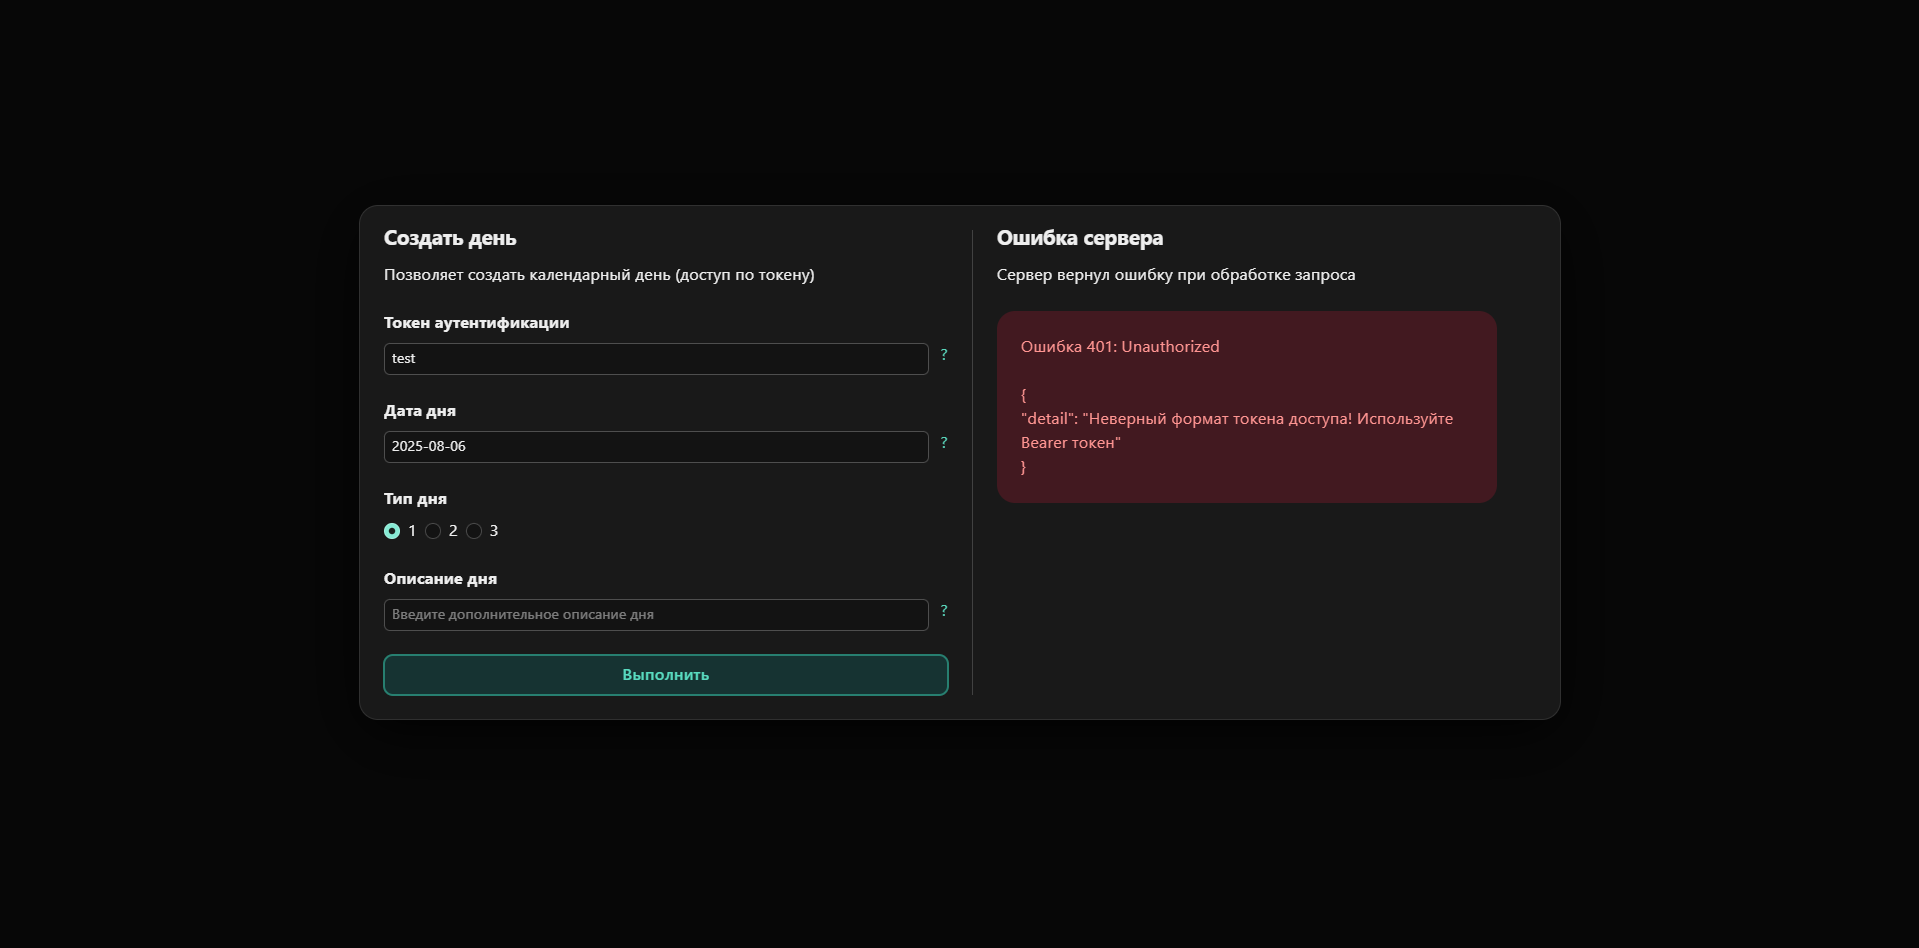 Создать день
Позволяет создать календарный день (доступ по токену)
Токен аутентификации
test
?
Дата дня
2025-08-06
?
Тип дня
1 2 3
Описание дня
Введите дополнительное описание дня
?
Выполнить
Ошибка сервера
Сервер вернул ошибку при обработке запроса
Ошибка 401: Unauthorized
{
"detail": "Неверный формат токена доступа! Используйте
Bearer токен"
}